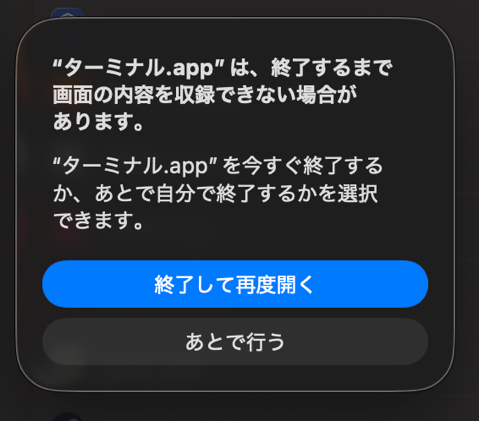 “ターミナル.app” は、終了するまで
画面の内容を収録できない場合が
あります。
“ターミナル.app” を今すぐ終了する
か、あとで自分で終了するかを選択
できます。
終了して再度開く
あとで行う